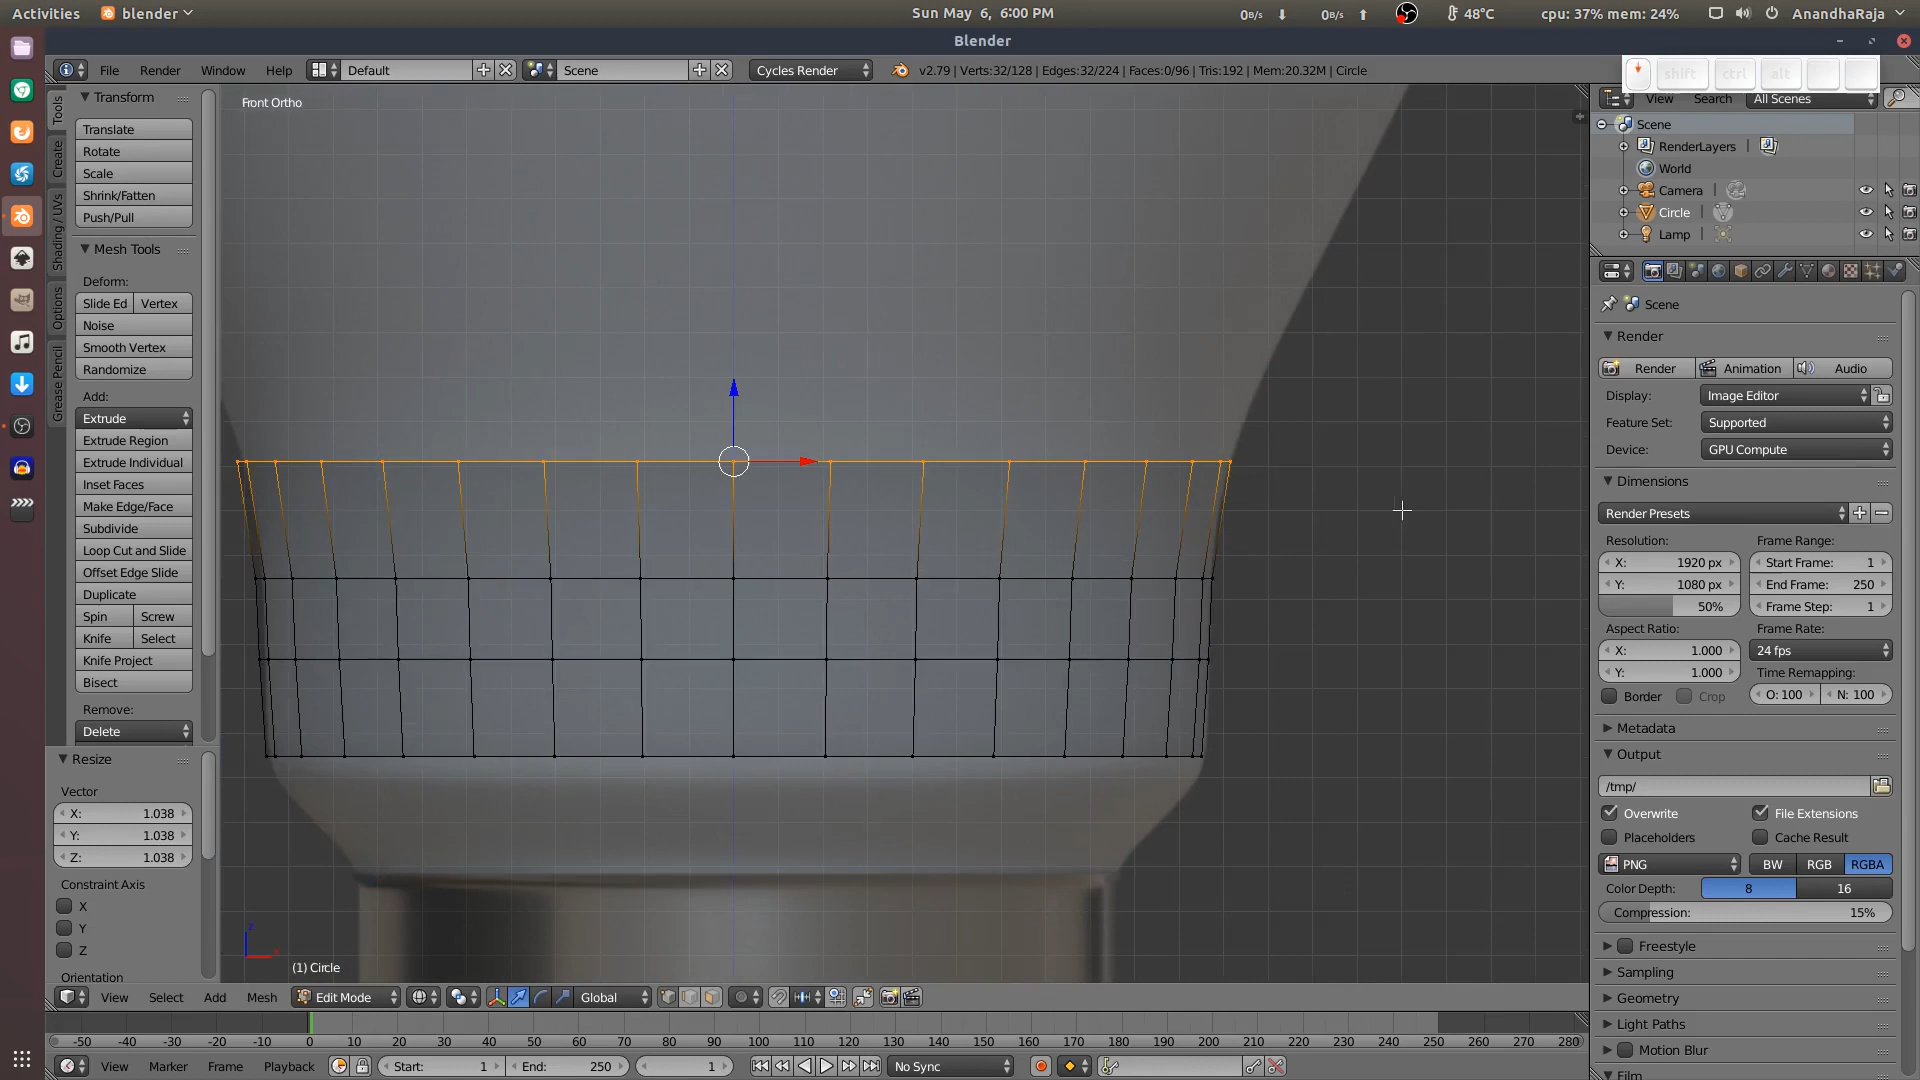 Activities blender Sun May 6, 6:00 PM 0B/s 0B/s 48°C cpu: 37% mem: 24% AnandhaRaja
Blender
File Render Window Help Default Scene Cycles Render v2.79 | Verts:32/128 | Edges:32/224 | Faces:0/96 | Tris:192 | Mem:20.32M | Circle
shift ctrl alt
View Search All Scenes
Tools
Create
Shading / UVs
Options
Grease Pencil
Transform
Translate
Rotate
Scale
Shrink/Fatten
Push/Pull
Mesh Tools
Deform:
Slide Ed Vertex
Noise
Smooth Vertex
Randomize
Add:
Extrude
Extrude Region
Extrude Individual
Inset Faces
Make Edge/Face
Subdivide
Loop Cut and Slide
Offset Edge Slide
Duplicate
Spin Screw
Knife Select
Knife Project
Bisect
Remove:
Delete
Resize
Vector
X: 1.038
Y: 1.038
Z: 1.038
Constraint Axis
X
Y
Z
Orientation
Front Ortho
z
x
(1) Circle
View Select Add Mesh Edit Mode Global
-50 -40 -30 -20 -10 0 10 20 30 40 50 60 70 80 90 100 110 120 130 140 150 160 170 180 190 200 210 220 230 240 250 260 270 280
View Marker Frame Playback Start: 1 End: 250 1 No Sync
Scene
RenderLayers
World
Camera
Circle
Lamp
Scene
Render
Render Animation Audio
Display: Image Editor
Feature Set: Supported
Device: GPU Compute
Dimensions
Render Presets
Resolution: Frame Range:
X: 1920 px Start Frame: 1
Y: 1080 px End Frame: 250
50% Frame Step: 1
Aspect Ratio: Frame Rate:
X: 1.000 24 fps
Y: 1.000 Time Remapping:
Border Crop O: 100 N: 100
Metadata
Output
/tmp/
Overwrite File Extensions
Placeholders Cache Result
PNG BW RGB RGBA
Color Depth: 8 16
Compression: 15%
Freestyle
Sampling
Geometry
Light Paths
Motion Blur
Film